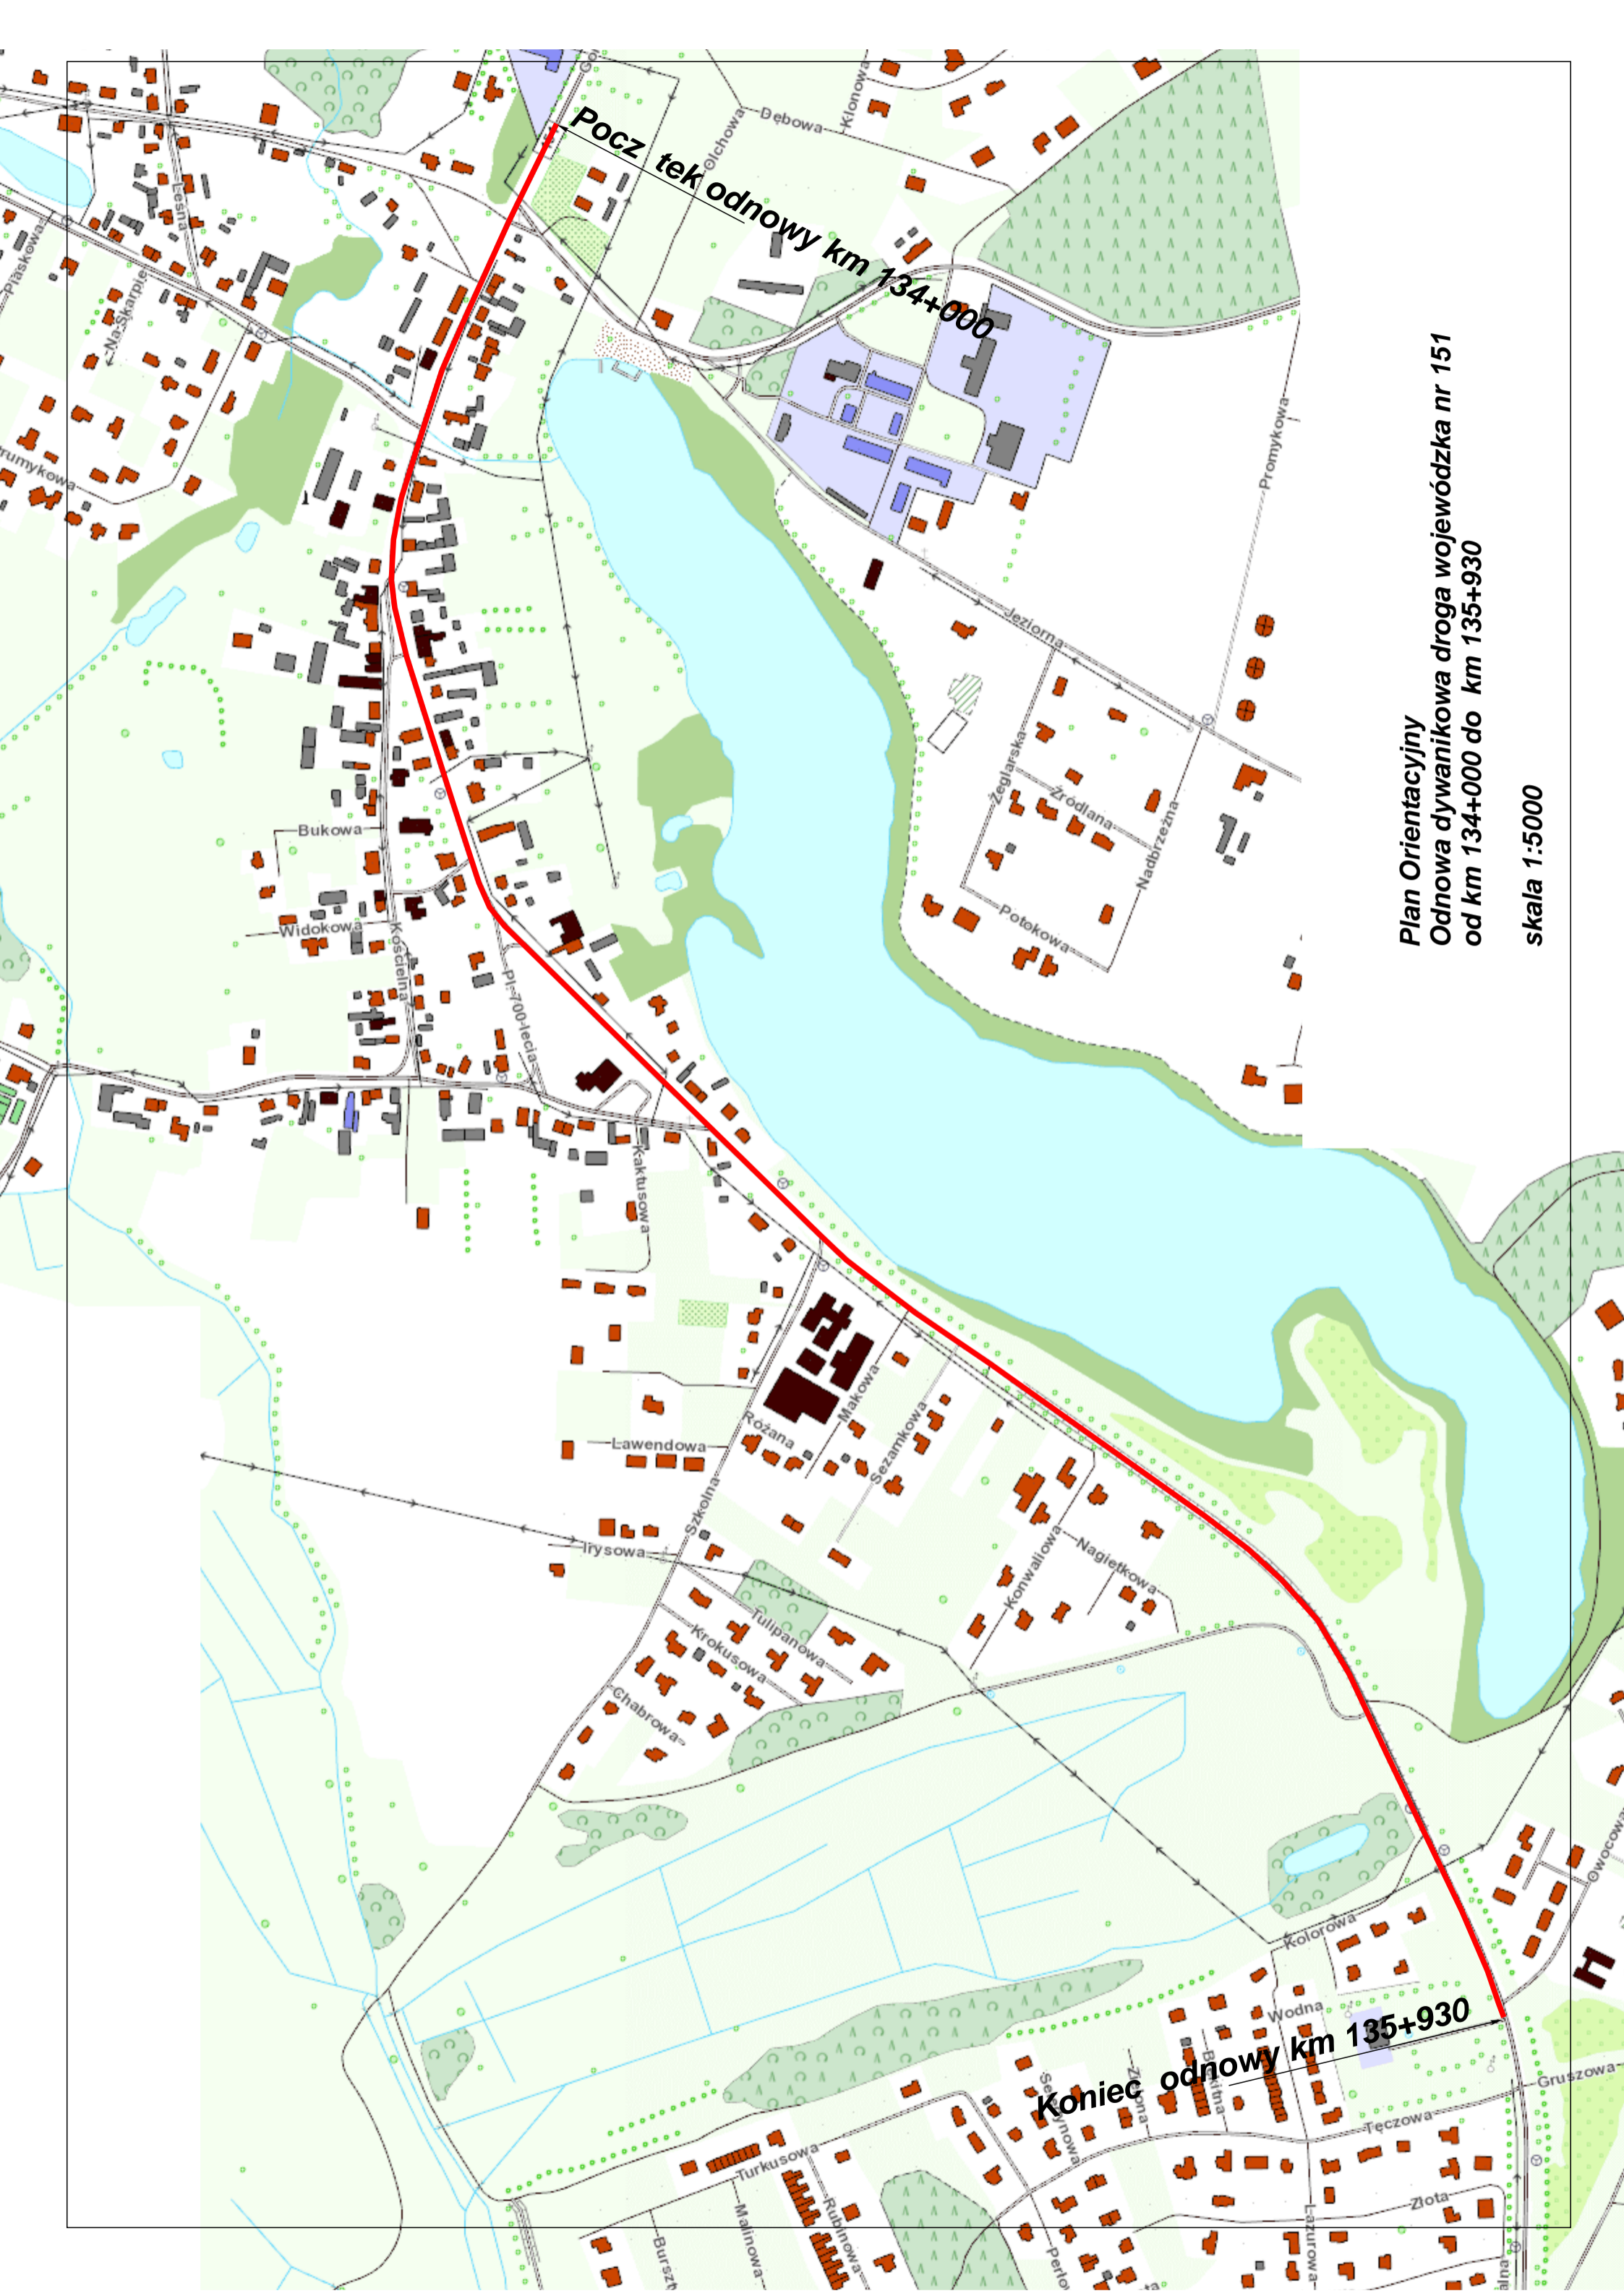 Dębowa
Klonowa
Olchowa
Pocz tek odnowy km 134+000
Leśna
Piaskowa
Na Skarpie
Promykowa
Jeziorna
Żeglarska
Źródlana
Nadbrzeżna
Potokowa
Plan Orientacyjny
Odnowa dywanikowa droga wojewódzka nr 151
od km 134+000 do km 135+930
skala 1:5000
Bukowa
Widokowa
Kościelna
Pl. 700-lecia
Kaktusowa
Makowa
Różana
Sezamkowa
Lawendowa
Szkolna
Irysowa
Konwaliowa
Nagietkowa
Tulipanowa
Krokusowa
Chabrowa
Owocowa
Kolorowa
Wodna
Koniec odnowy km 135+930
Gruszowa
Tęczowa
Turkusowa
Złota
Malinowa
Rubinowa
Lazurowa